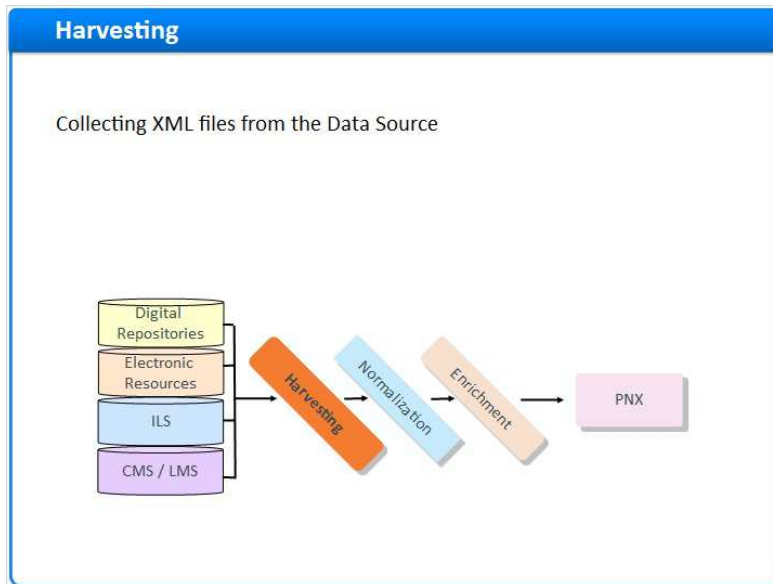 Harvesting
Collecting XML files from the Data Source
Digital
Repositories
Electronic
Resources
ILS
CMS / LMS
Harvesting
Normalization
Enrichment
PNX